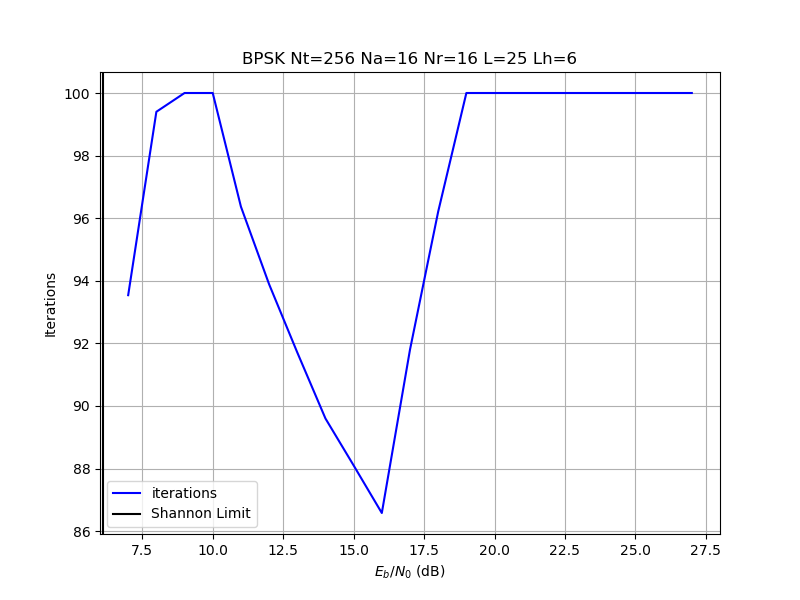 BPSK Nt=256 Na=16 Nr=16 L=25 Lh=6
100
98
96
94
92
90
88
86
Iterations
iterations
Shannon Limit
7.5 10.0 12.5 15.0 17.5 20.0 22.5 25.0 27.5
E_b/N_0 (dB)